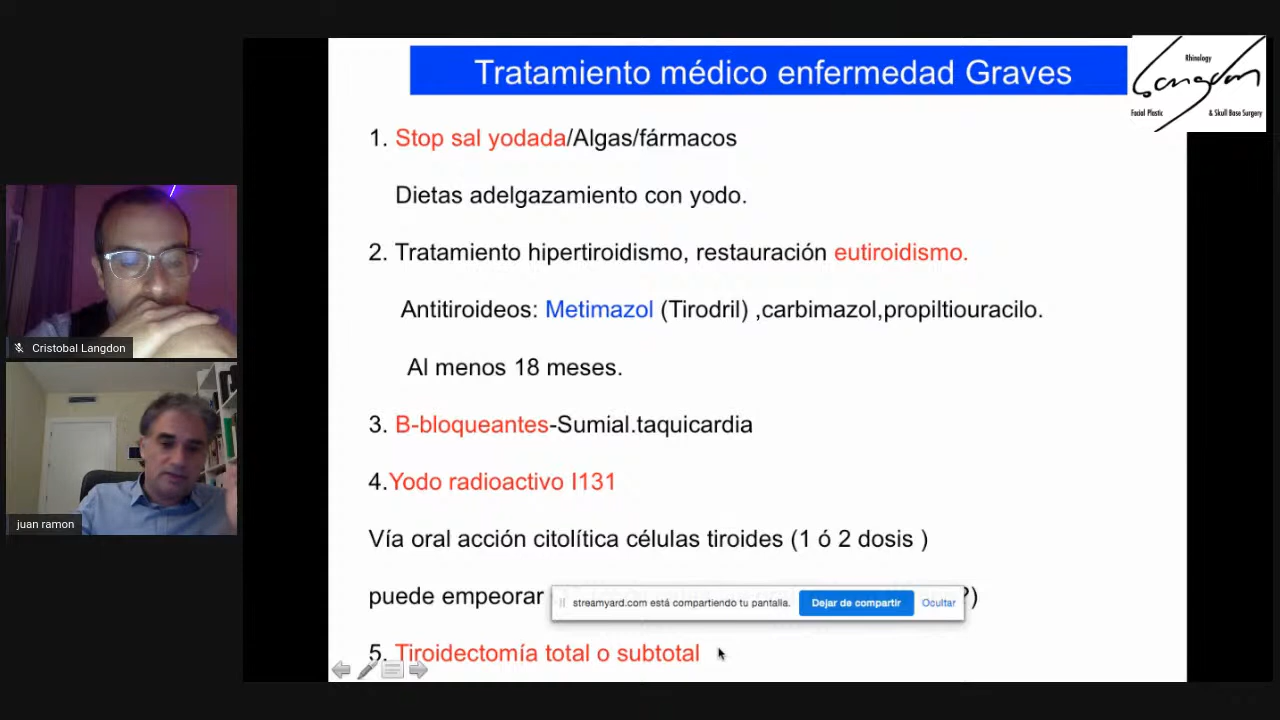 Tratamiento médico enfermedad Graves
Rhinology
Langdon
Facial Plastic & Skull Base Surgery
1. Stop sal yodada/Algas/fármacos
Dietas adelgazamiento con yodo.
2. Tratamiento hipertiroidismo, restauración eutiroidismo.
Antitiroideos: Metimazol (Tirodril) ,carbimazol,propiltiouracilo.
Al menos 18 meses.
3. B-bloqueantes-Sumial.taquicardia
4.Yodo radioactivo I131
Vía oral acción citolítica células tiroides (1 ó 2 dosis )
puede empeorar ?)
streamyard.com está compartiendo tu pantalla. Dejar de compartir Ocultar
5. Tiroidectomía total o subtotal
Cristobal Langdon
juan ramon